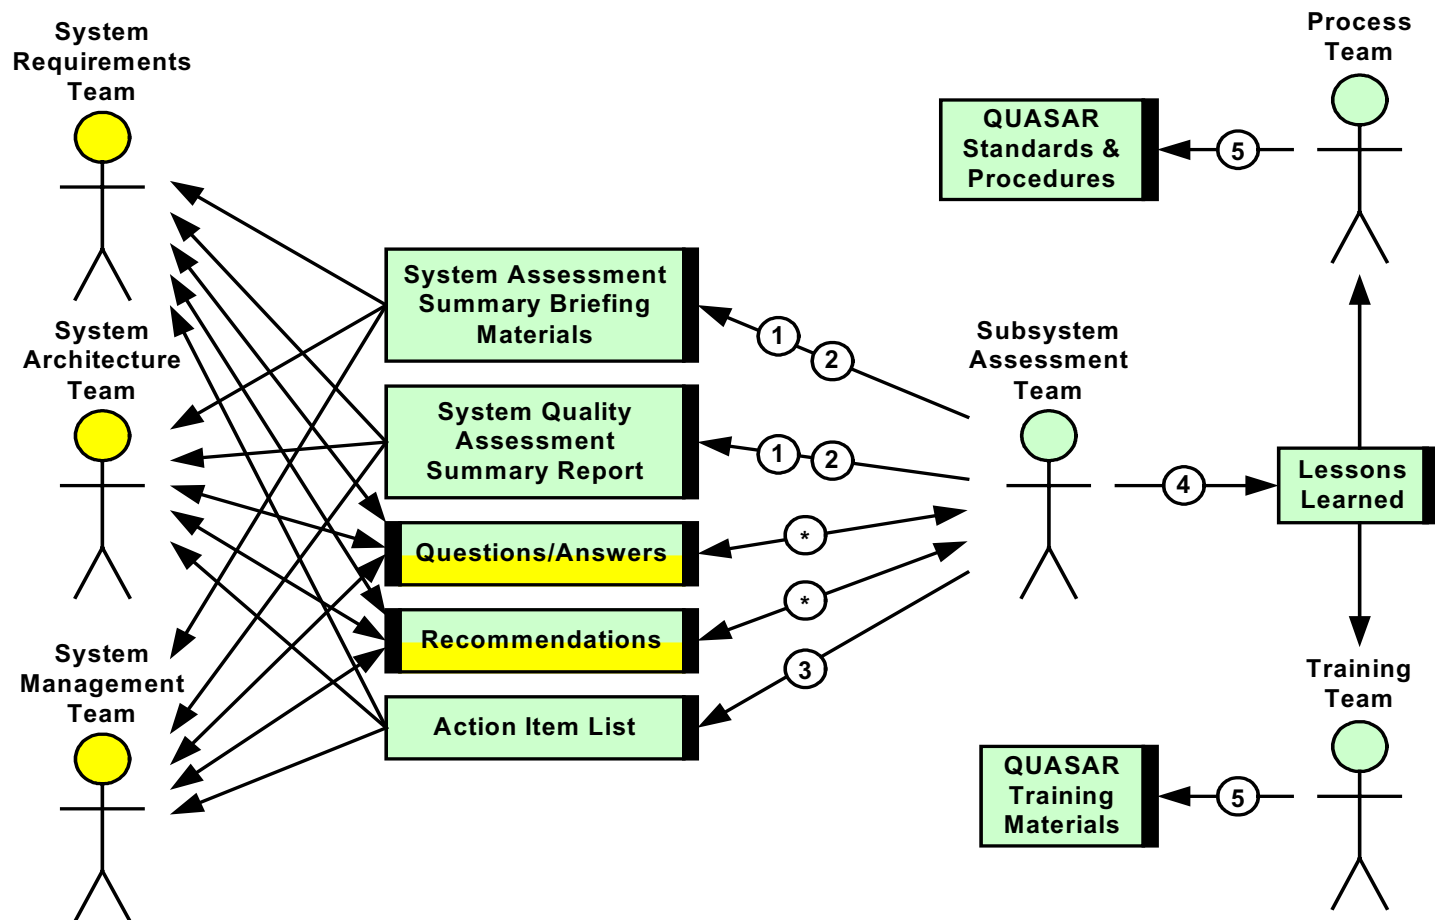 System
Requirements
Team
System
Architecture
Team
System
Management
Team
System Assessment
Summary Briefing
Materials
System Quality
Assessment
Summary Report
Questions/Answers
Recommendations
Action Item List
1
2
1
2
*
*
3
Subsystem
Assessment
Team
4
Lessons
Learned
Process
Team
QUASAR
Standards &
Procedures
5
Training
Team
QUASAR
Training
Materials
5